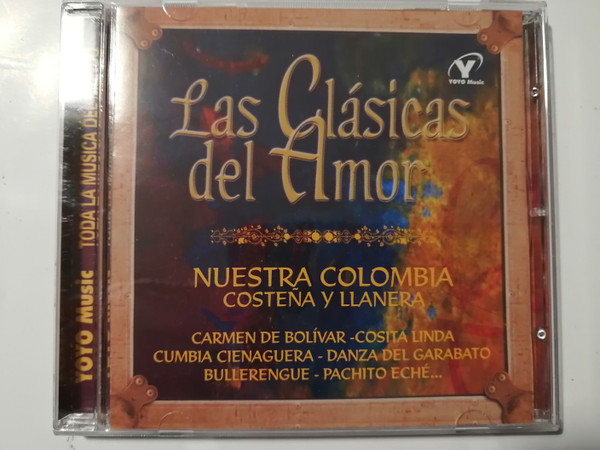 Y
YOYO Music
Las Clásicas
del Amor
NUESTRA COLOMBIA
COSTEÑA Y LLANERA
CARMEN DE BOLÍVAR -COSITA LINDA
CUMBIA CIENAGUERA - DANZA DEL GARABATO
BULLERENGUE - PACHITO ECHÉ...
YOYO Music TODA LA MUSICA DE